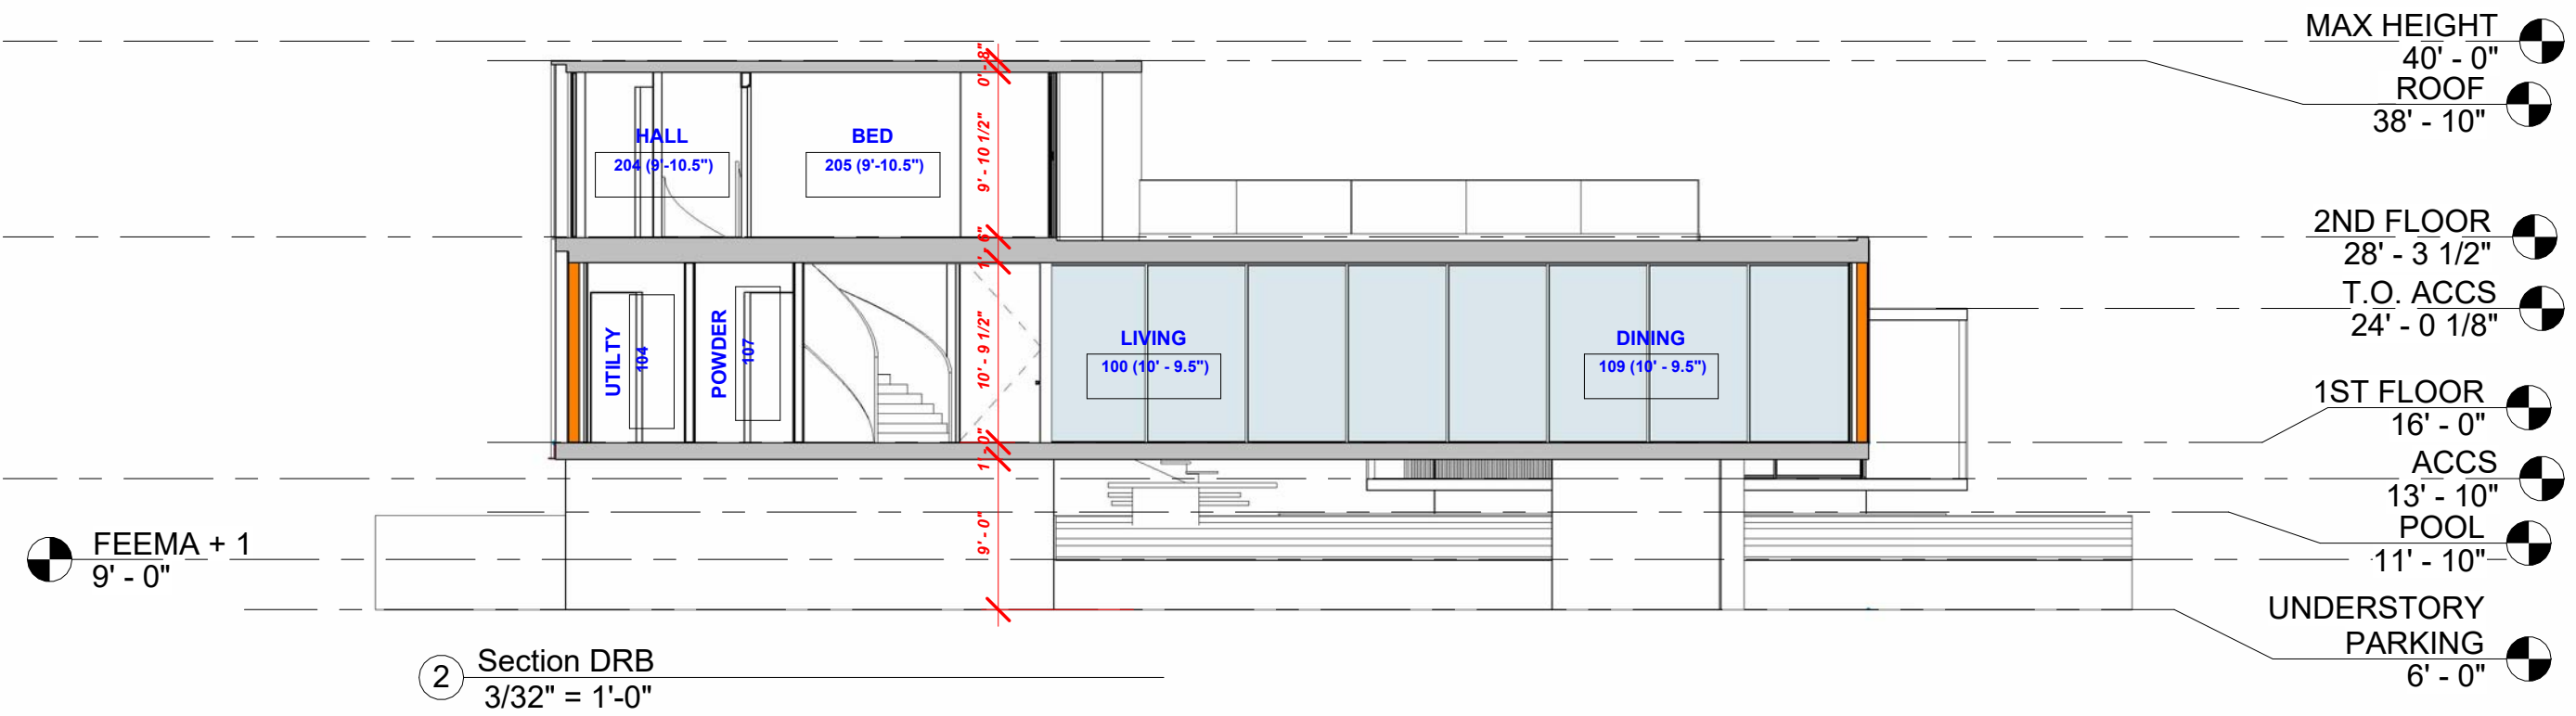 MAX HEIGHT
40' - 0"
ROOF
38' - 10"
0' - 8"
9' - 10 1/2"
HALL
204 (9'-10.5")
BED
205 (9'-10.5")
2ND FLOOR
28' - 3 1/2"
1' 6"
T.O. ACCS
24' - 0 1/8"
10' - 9 1/2"
UTILTY
104
POWDER
107
LIVING
100 (10' - 9.5")
DINING
109 (10' - 9.5")
1ST FLOOR
16' - 0"
1' - 0"
ACCS
13' - 10"
POOL
11' - 10"
9' - 0"
FEEMA + 1
9' - 0"
UNDERSTORY
PARKING
6' - 0"
2
Section DRB
3/32" = 1'-0"